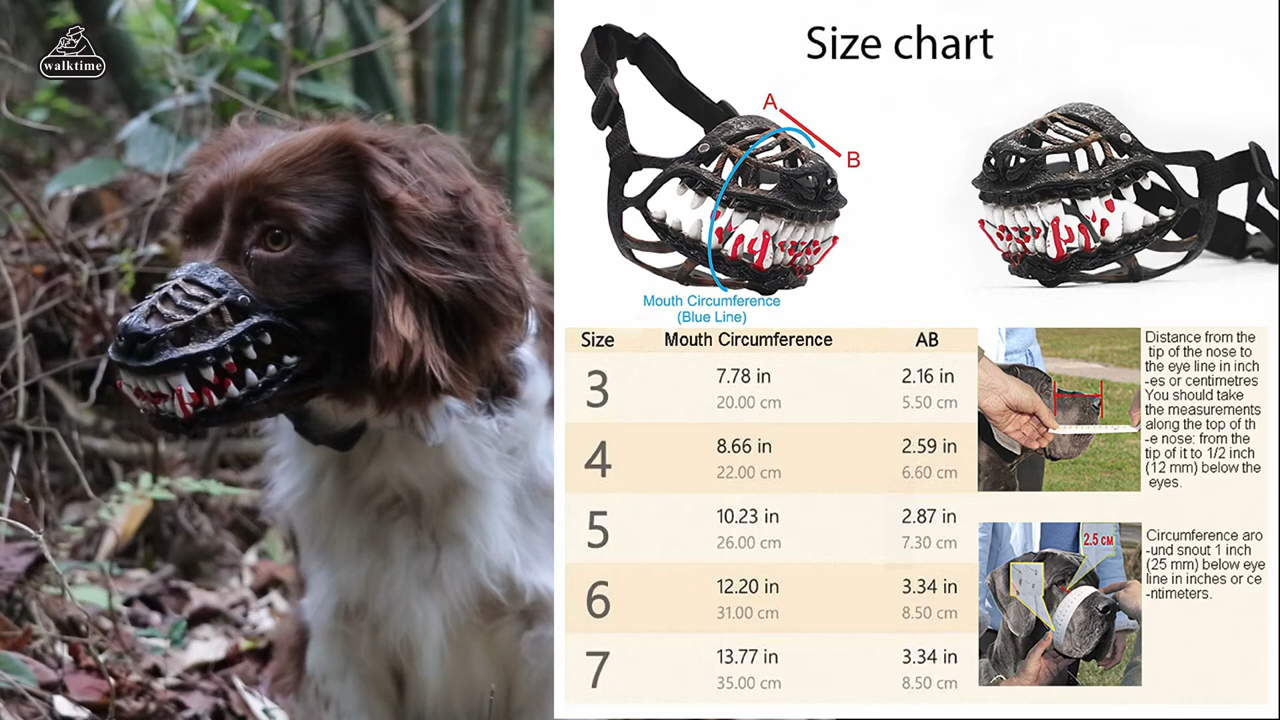 walktime
Size chart
A
B
Mouth Circumference
(Blue Line)
Size Mouth Circumference AB
3 7.78 in 2.16 in
20.00 cm 5.50 cm
4 8.66 in 2.59 in
22.00 cm 6.60 cm
5 10.23 in 2.87 in
26.00 cm 7.30 cm
6 12.20 in 3.34 in
31.00 cm 8.50 cm
7 13.77 in 3.34 in
35.00 cm 8.50 cm
Distance from the
tip of the nose to
the eye line in inch
-es or centimetres
You should take
the measurements
along the top of th
-e nose: from the
tip of it to 1/2 inch
(12 mm) below the
eyes.
2.5 см
Circumference aro
-und snout 1 inch
(25 mm) below eye
line in inches or ce
-ntimeters.